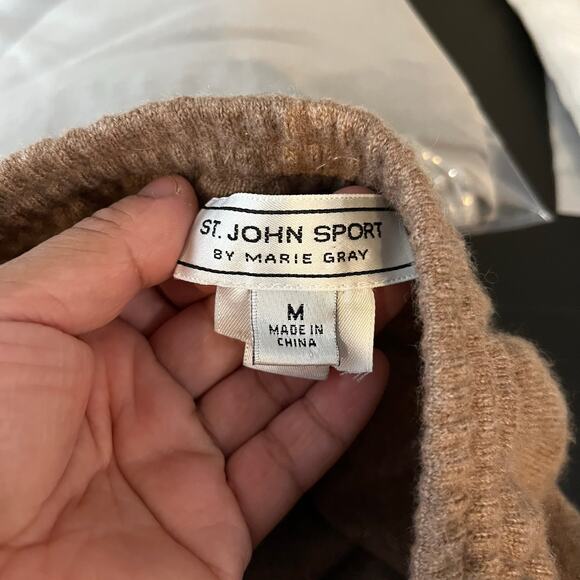 ST. JOHN SPORT
BY MARIE GRAY
M
MADE IN
CHINA